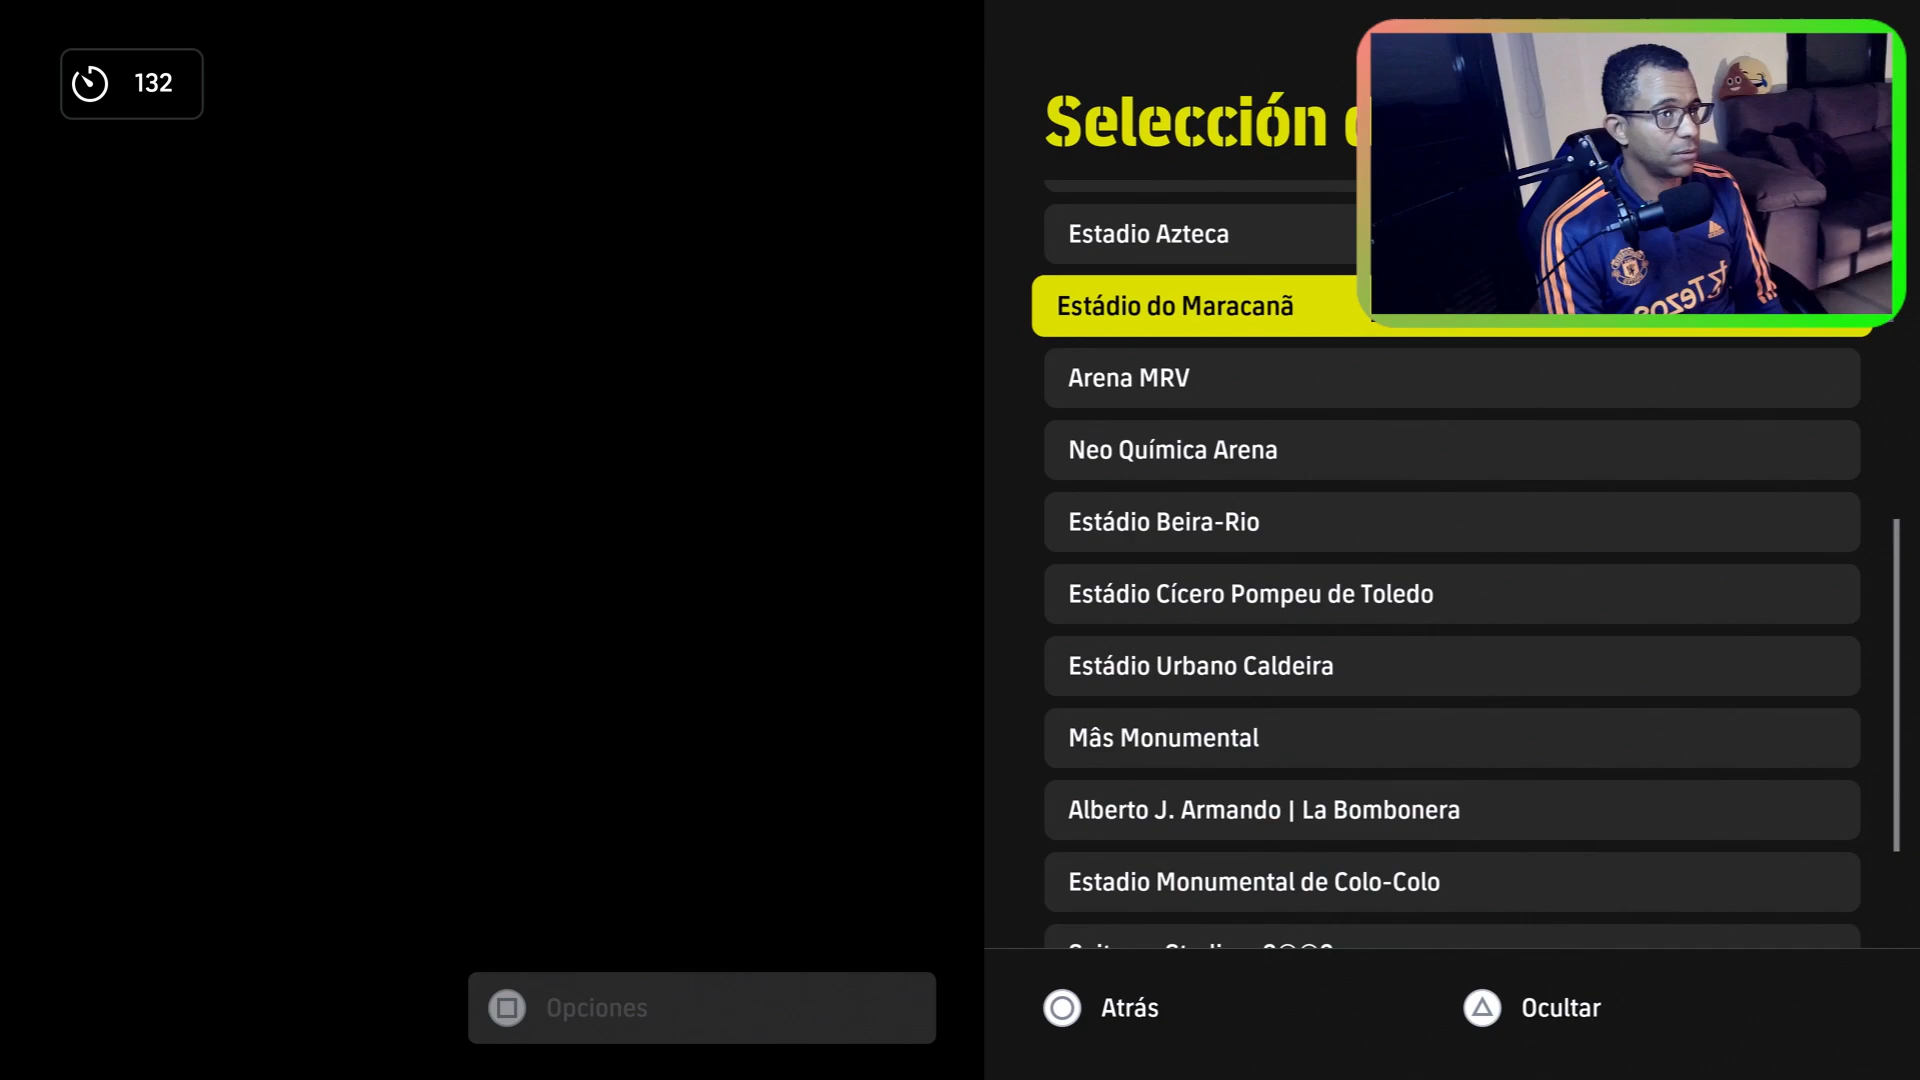 132
Selección
Estadio Azteca
Estádio do Maracanã
Arena MRV
Neo Química Arena
Estádio Beira-Rio
Estádio Cícero Pompeu de Toledo
Estádio Urbano Caldeira
Mâs Monumental
Alberto J. Armando | La Bombonera
Estadio Monumental de Colo-Colo
Opciones
Atrás
Ocultar
Tezos